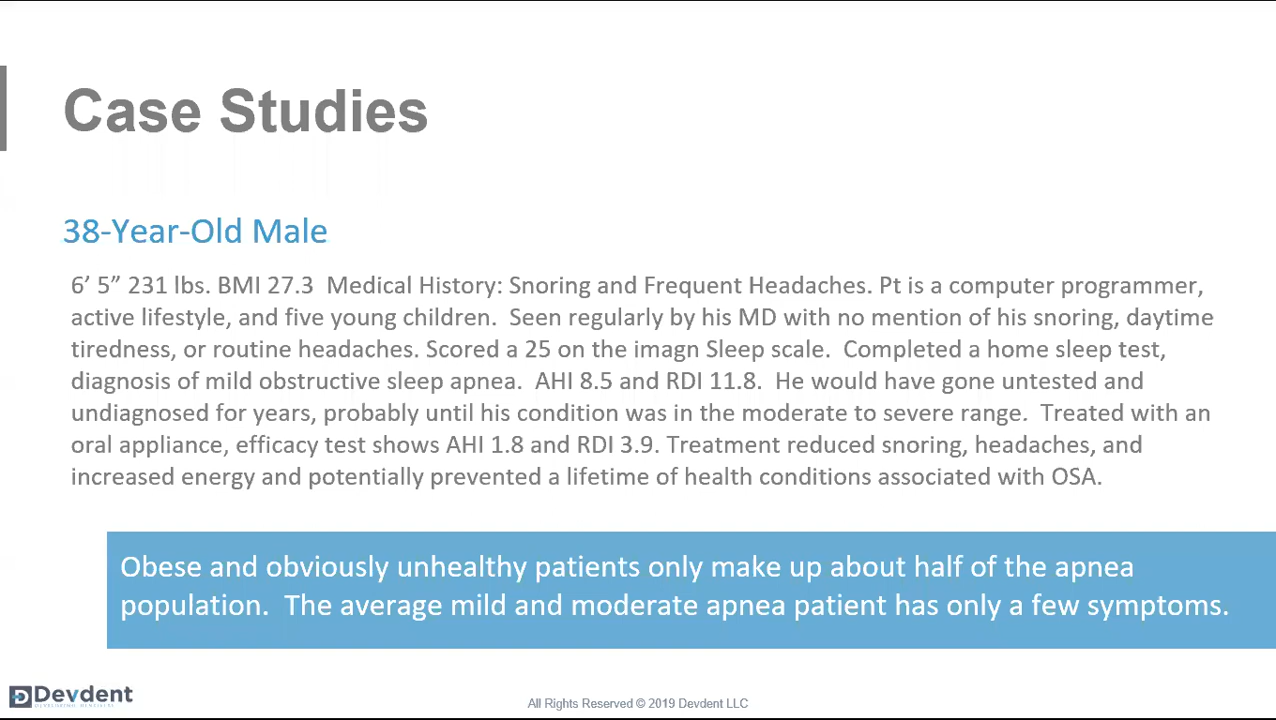 Case Studies
38-Year-Old Male
6’ 5” 231 lbs. BMI 27.3  Medical History: Snoring and Frequent Headaches. Pt is a computer programmer,
active lifestyle, and five young children.  Seen regularly by his MD with no mention of his snoring, daytime
tiredness, or routine headaches. Scored a 25 on the imagn Sleep scale.  Completed a home sleep test,
diagnosis of mild obstructive sleep apnea.  AHI 8.5 and RDI 11.8.  He would have gone untested and
undiagnosed for years, probably until his condition was in the moderate to severe range.  Treated with an
oral appliance, efficacy test shows AHI 1.8 and RDI 3.9. Treatment reduced snoring, headaches, and
increased energy and potentially prevented a lifetime of health conditions associated with OSA.
Obese and obviously unhealthy patients only make up about half of the apnea
population.  The average mild and moderate apnea patient has only a few symptoms.
Devdent
DEVELOPING DENTISTS
All Rights Reserved © 2019 Devdent LLC